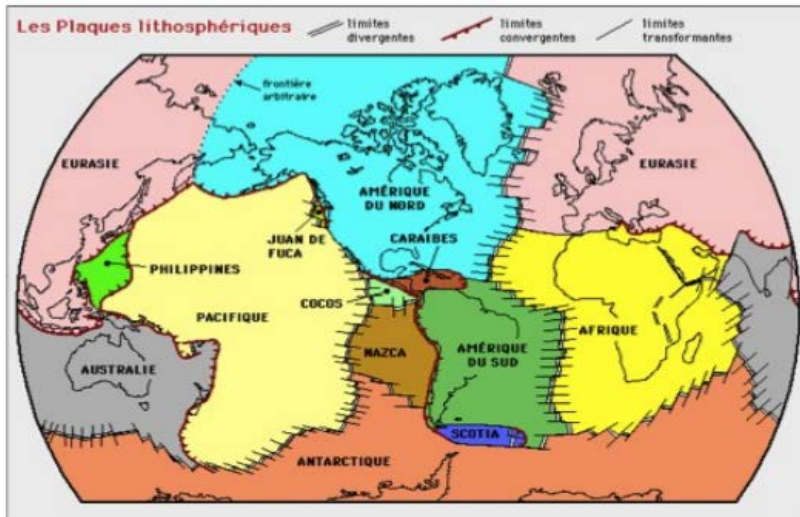 Les Plaques lithosphériques
limites
divergentes
limites
convergentes
limites
transformantes
frontière
arbitraire
EURASIE
AMÉRIQUE
DU NORD
EURASIE
JUAN DE
FUCA
CARAIBES
PHILIPPINES
COCOS
PACIFIQUE
NAZCA
AMÉRIQUE
DU SUD
AFRIQUE
AUSTRALIE
SCOTIA
ANTARCTIQUE